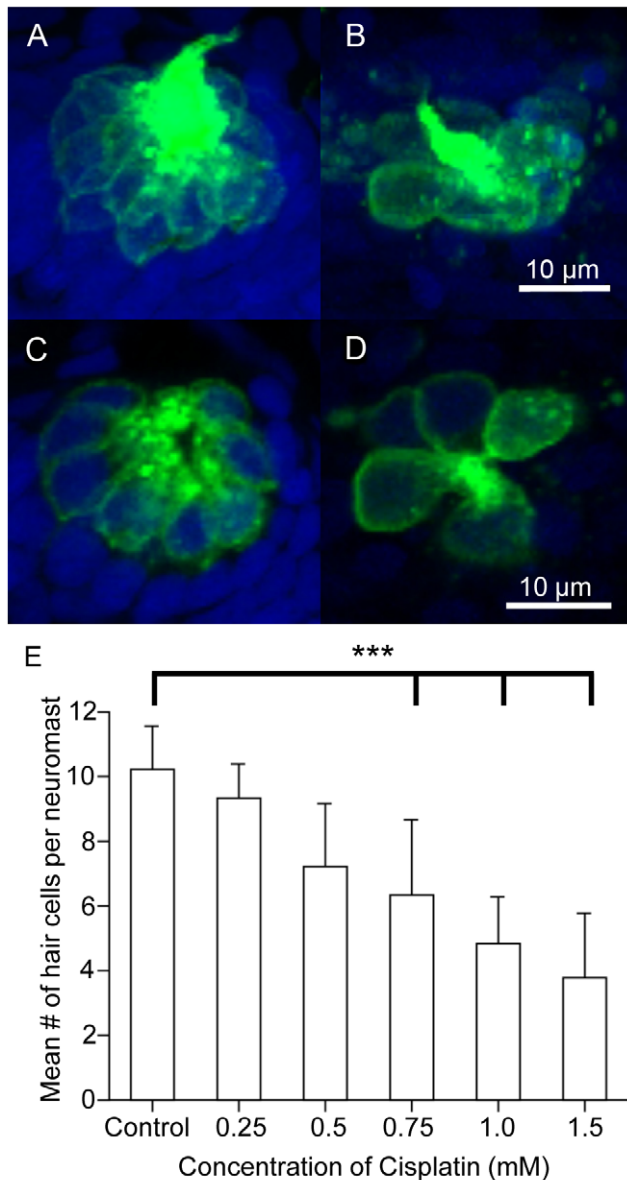 A
B
10 µm
C
D
10 µm
E
***
Mean # of hair cells per neuromast
12
10
8
6
4
2
0
Control 0.25 0.5 0.75 1.0 1.5
Concentration of Cisplatin (mM)